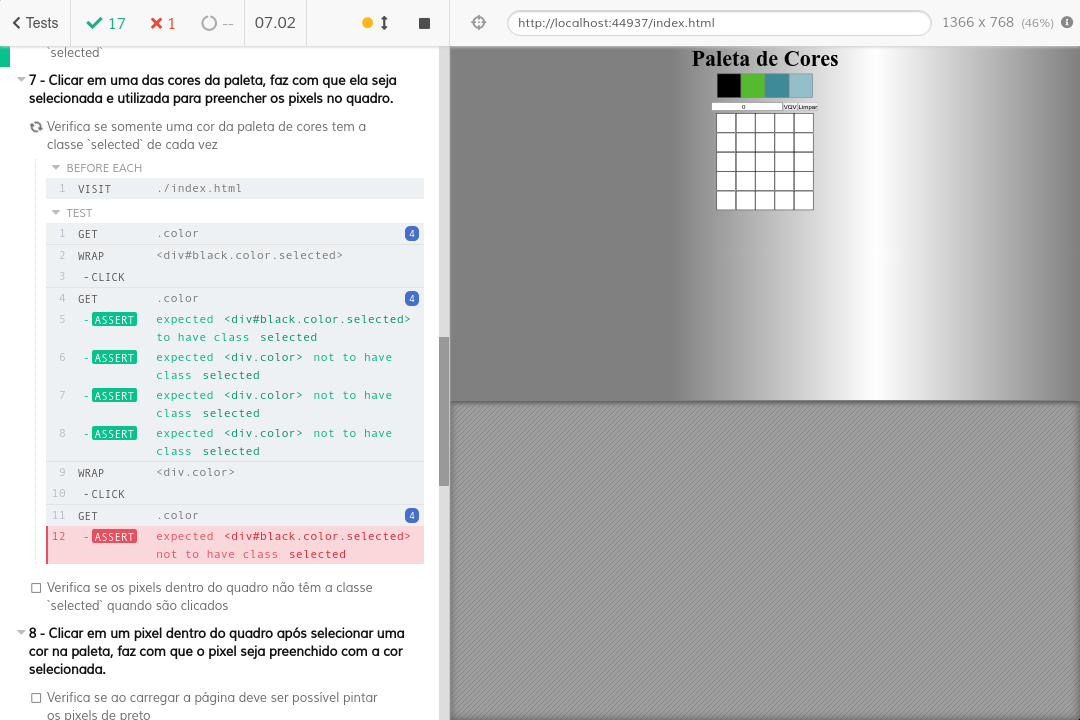 Tests
17
1
--
07.02
http://localhost:44937/index.html
1366 x 768 (46%)
`selected`
7 - Clicar em uma das cores da paleta, faz com que ela seja
selecionada e utilizada para preencher os pixels no quadro.
Verifica se somente uma cor da paleta de cores tem a
classe `selected` de cada vez
BEFORE EACH
1 VISIT ./index.html
TEST
1 GET .color 4
2 WRAP <div#black.color.selected>
3 -CLICK
4 GET .color 4
5 -ASSERT expected <div#black.color.selected>
to have class selected
6 -ASSERT expected <div.color> not to have
class selected
7 -ASSERT expected <div.color> not to have
class selected
8 -ASSERT expected <div.color> not to have
class selected
9 WRAP <div.color>
10 -CLICK
11 GET .color 4
12 -ASSERT expected <div#black.color.selected>
not to have class selected
Verifica se os pixels dentro do quadro não têm a classe
`selected` quando são clicados
8 - Clicar em um pixel dentro do quadro após selecionar uma
cor na paleta, faz com que o pixel seja preenchido com a cor
selecionada.
Verifica se ao carregar a página deve ser possível pintar
os pixels de preto
Paleta de Cores
0 VQV Limpar